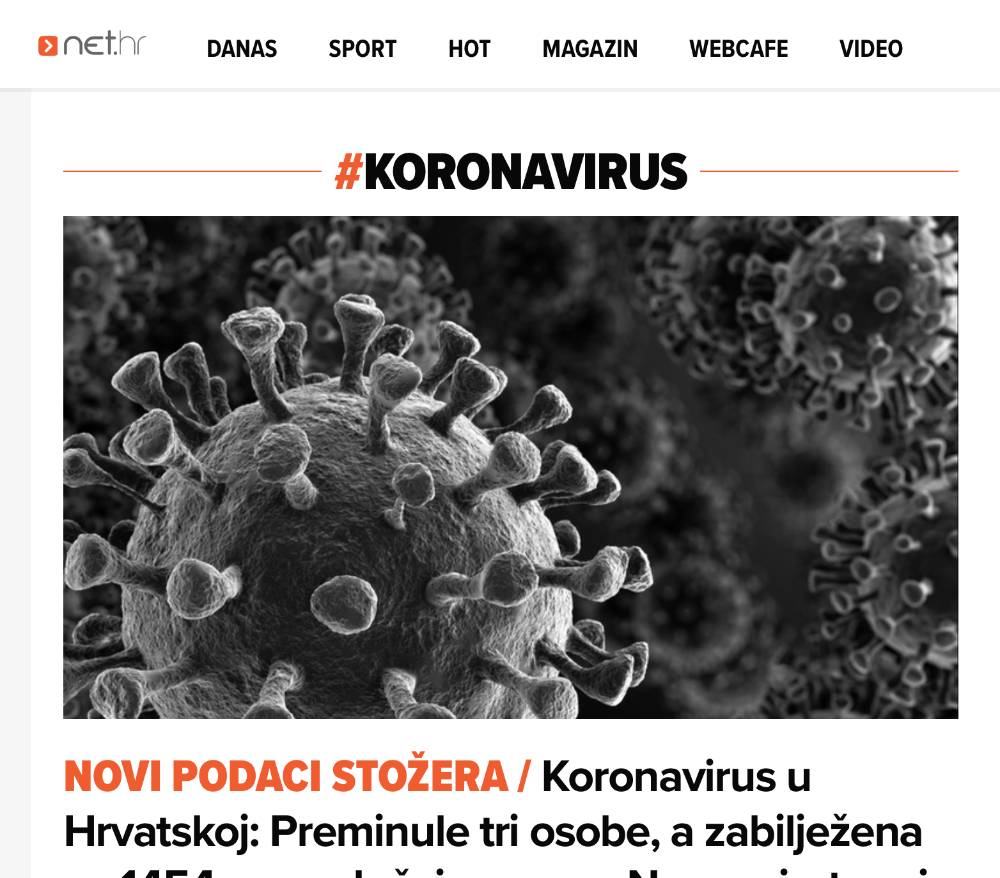 net.hr DANAS SPORT HOT MAGAZIN WEBCAFE VIDEO
#KORONAVIRUS
NOVI PODACI STOŽERA / Koronavirus u
Hrvatskoj: Preminule tri osobe, a zabilježena